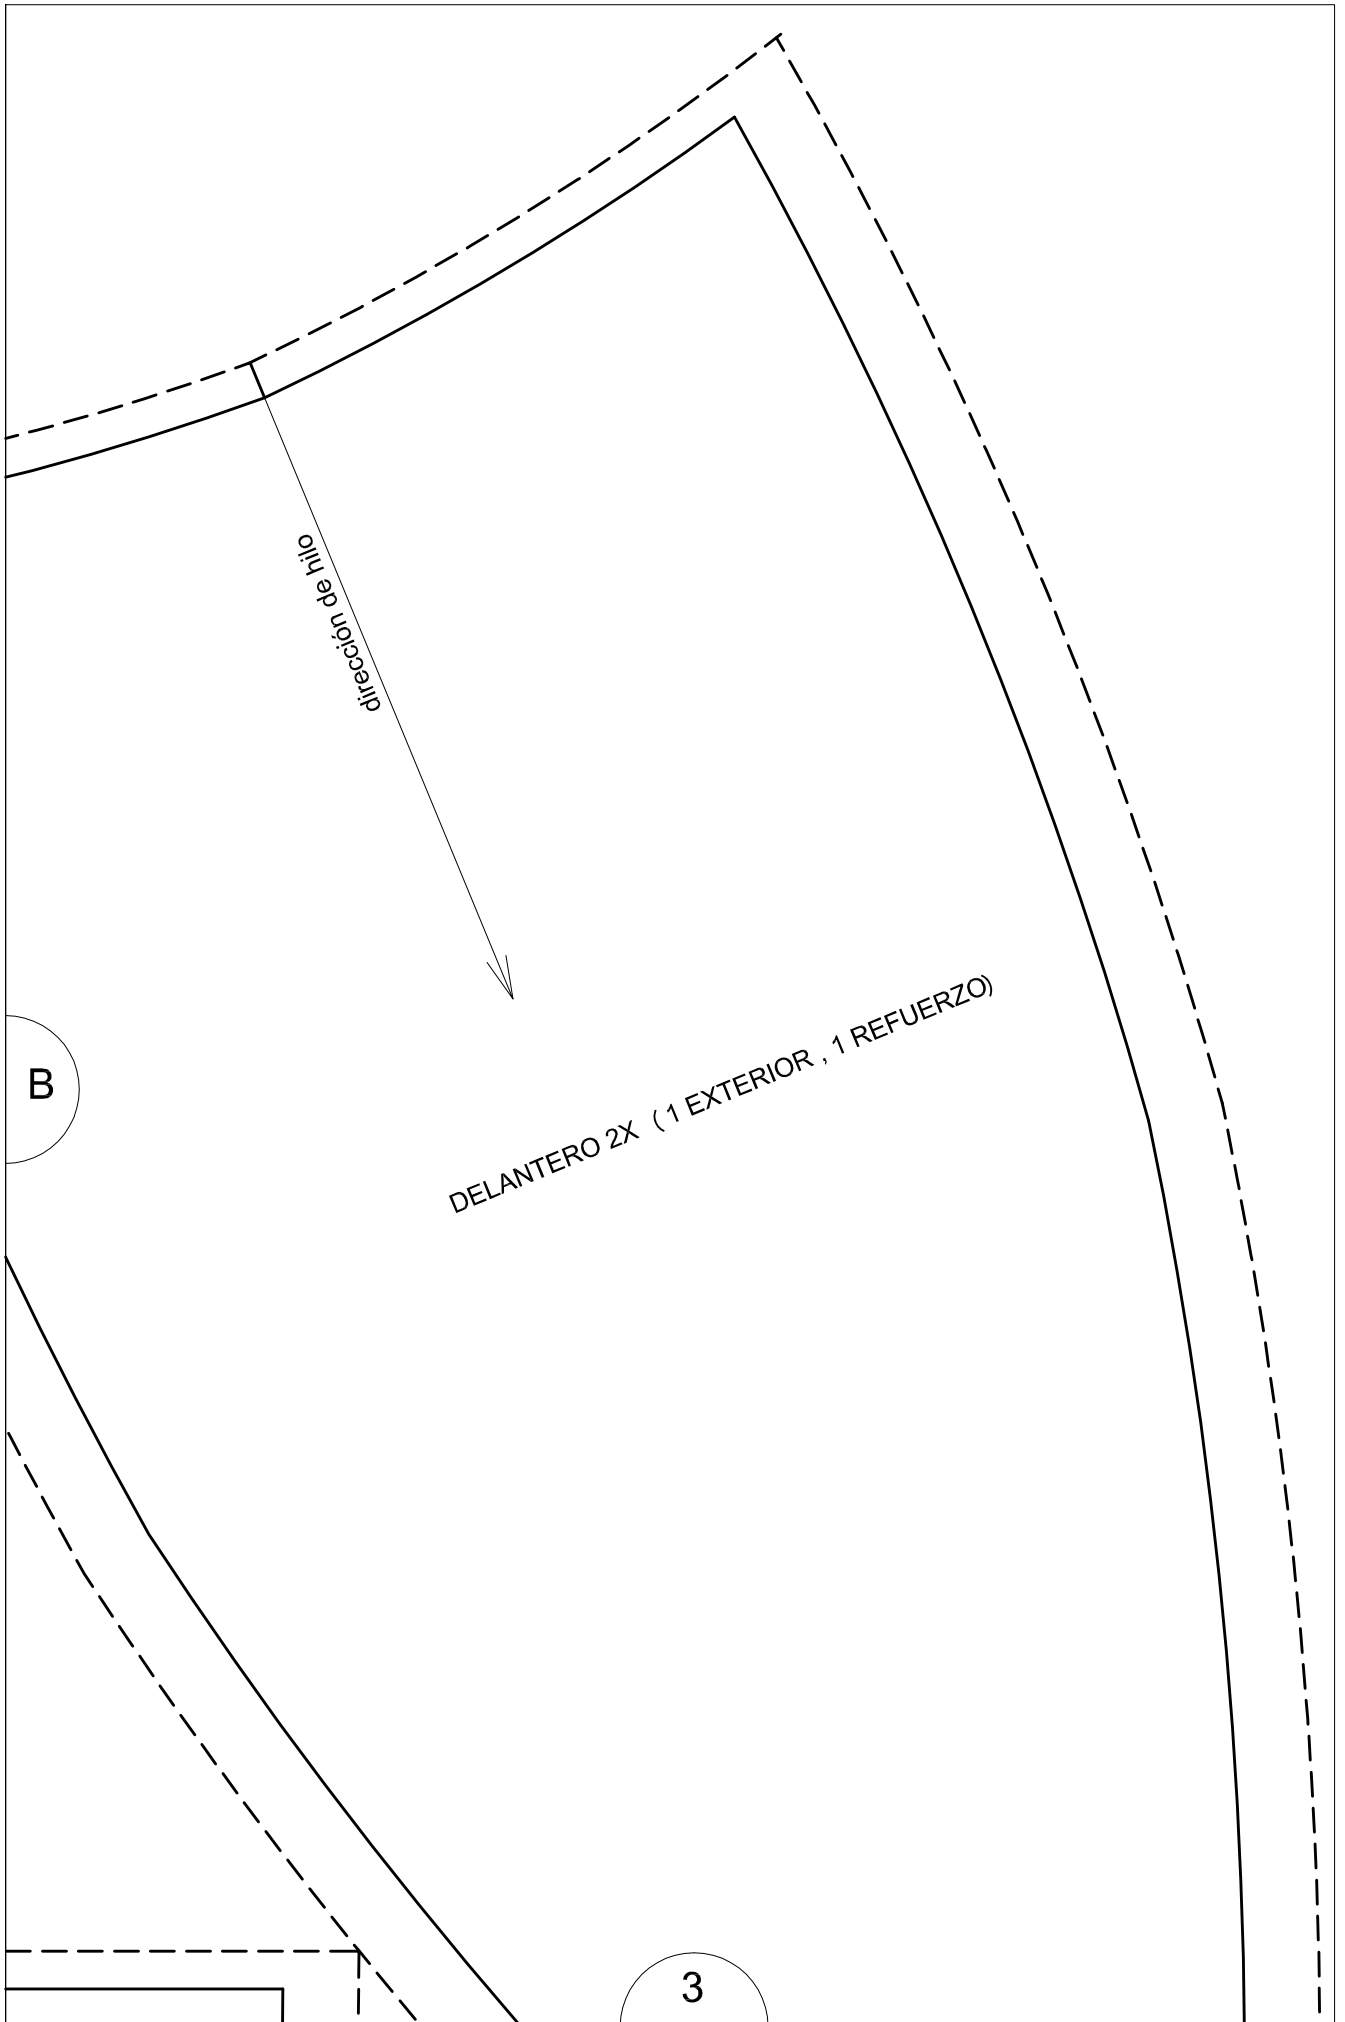 dirección de hilo
DELANTERO 2X ( 1 EXTERIOR , 1 REFUERZO)
B
3